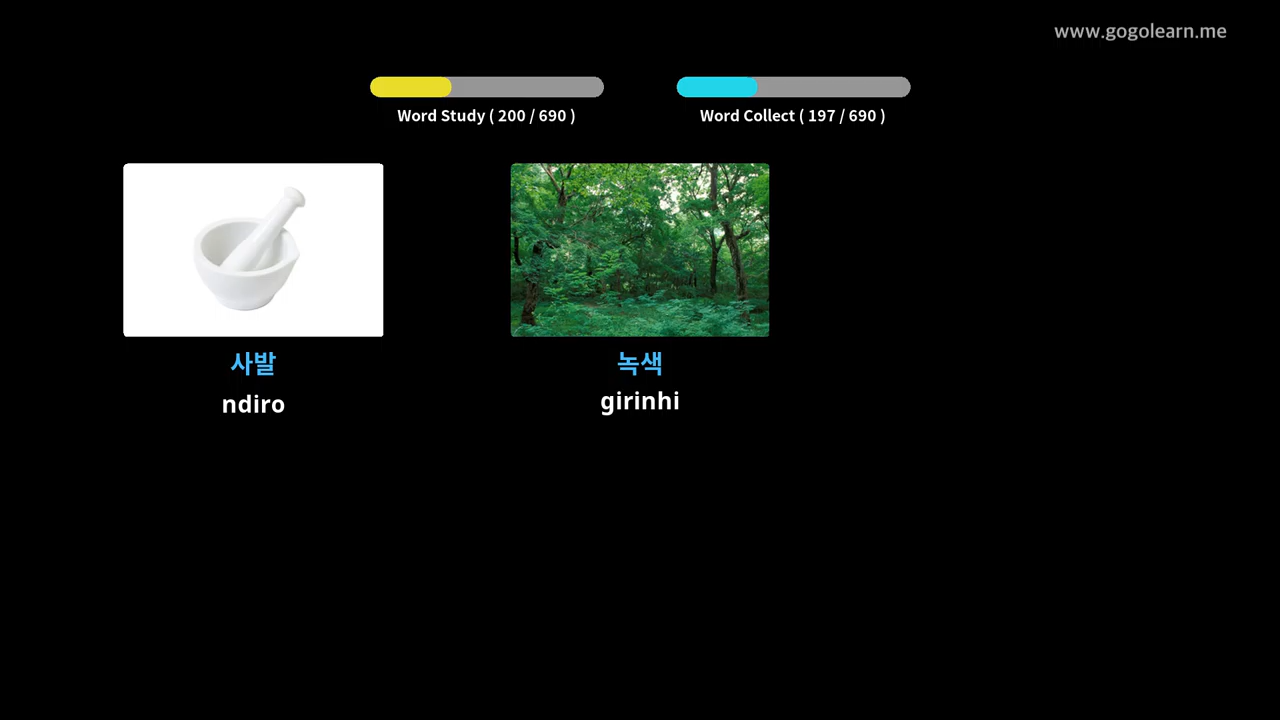 www.gogolearn.me
Word Study ( 200 / 690 )
Word Collect ( 197 / 690 )
사발
ndiro
녹색
girinhi